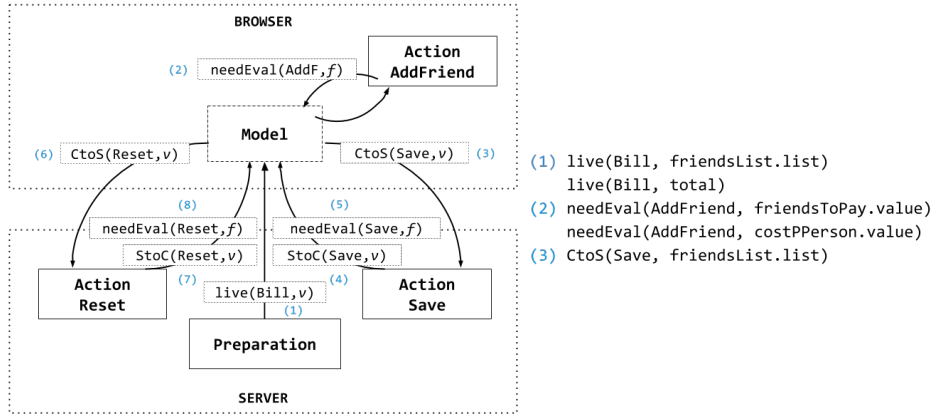 BROWSER
Action
AddFriend
(2) needEval(AddF,f)
Model
(6) CtoS(Reset,v)
CtoS(Save,v) (3)
(8)
needEval(Reset,f)
StoC(Reset,v)
(7)
(5)
needEval(Save,f)
StoC(Save,v)
(4)
Action
Reset
live(Bill,v)
(1)
Action
Save
Preparation
SERVER
(1) live(Bill, friendsList.list)
live(Bill, total)
(2) needEval(AddFriend, friendsToPay.value)
needEval(AddFriend, costPPerson.value)
(3) CtoS(Save, friendsList.list)